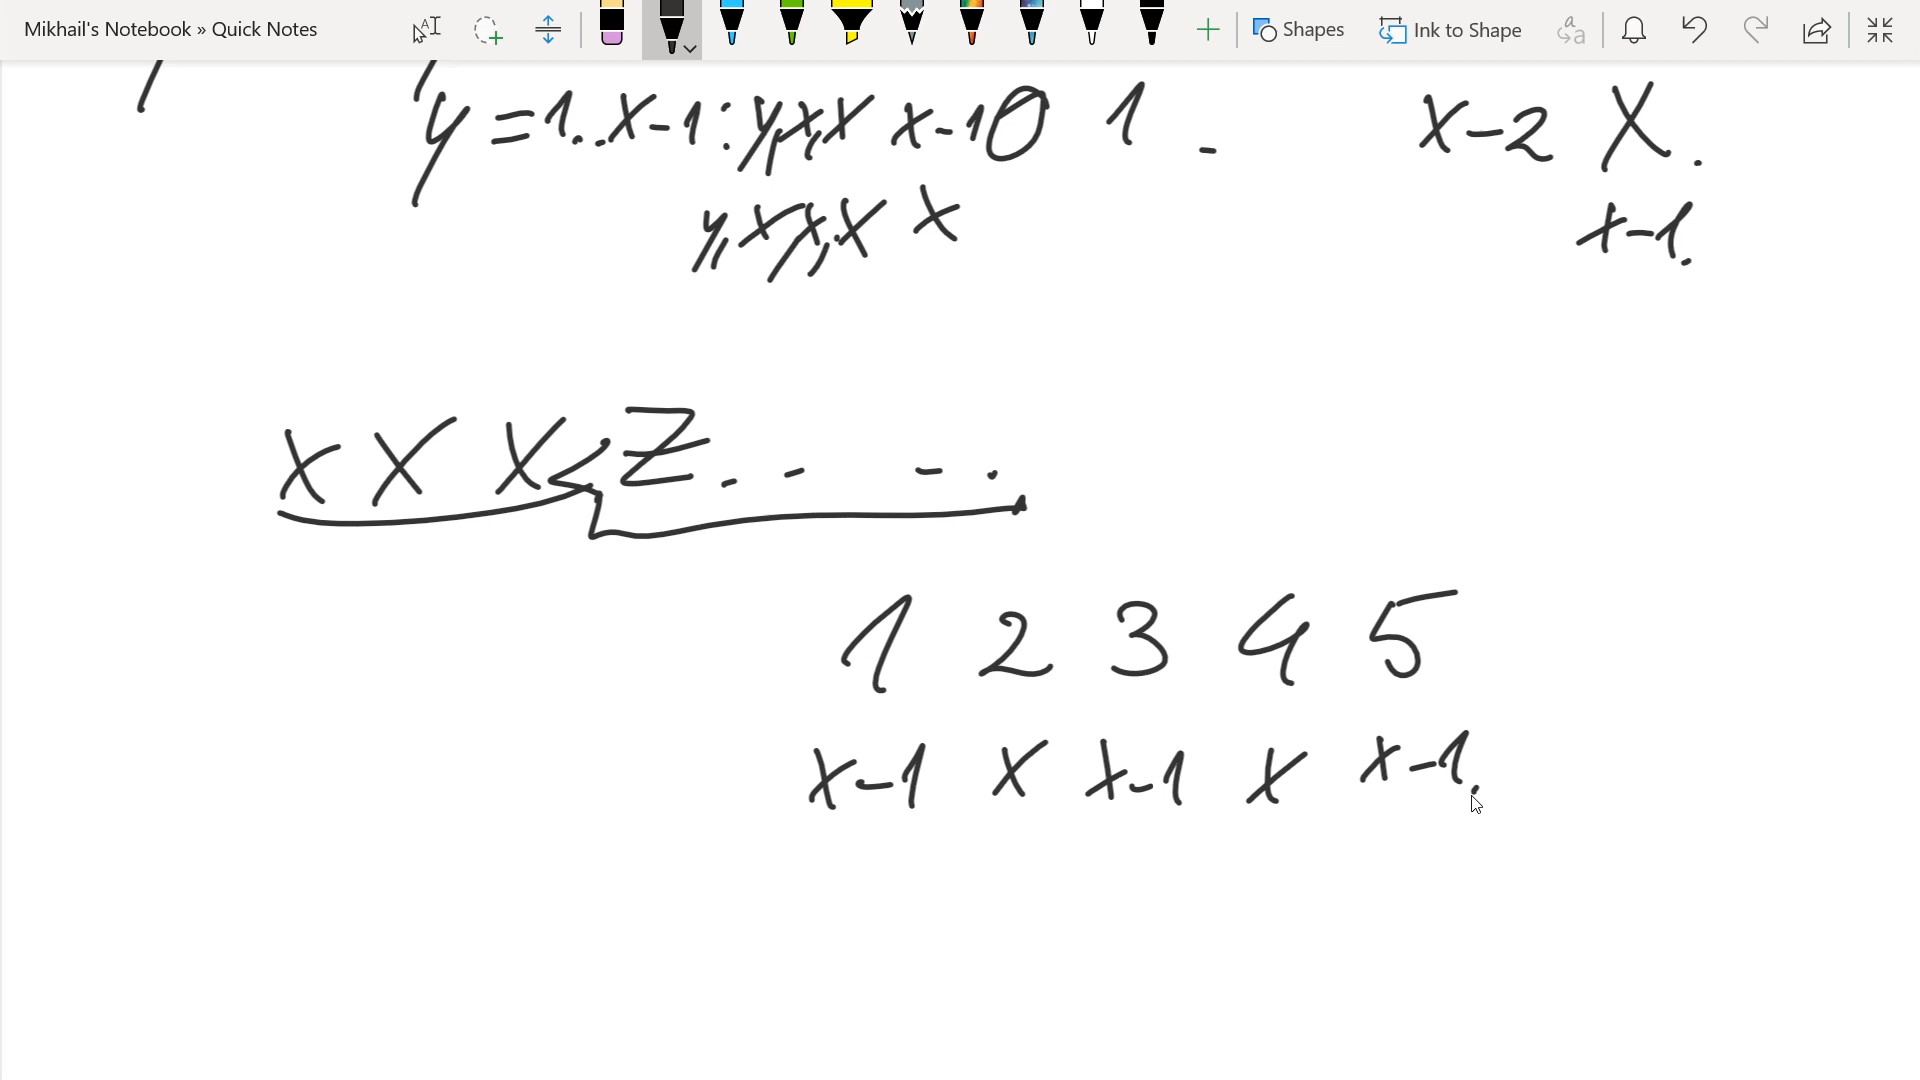 Mikhail's Notebook » Quick Notes
Shapes
Ink to Shape
y = 1..x-1 : y,x,x x-1 0 1 - x-2 x.
y,x,x,x x x-1.
x x x < z . - - .
1 2 3 4 5
x-1 x x-1 x x-1.